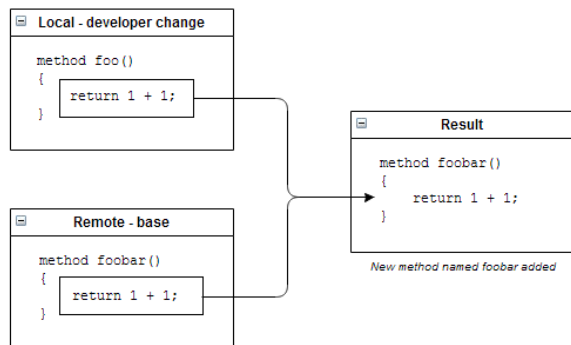 Local - developer change
method foo()
{
return 1 + 1;
}
Remote - base
method foobar()
{
return 1 + 1;
}
Result
method foobar()
{
return 1 + 1;
}
New method named foobar added